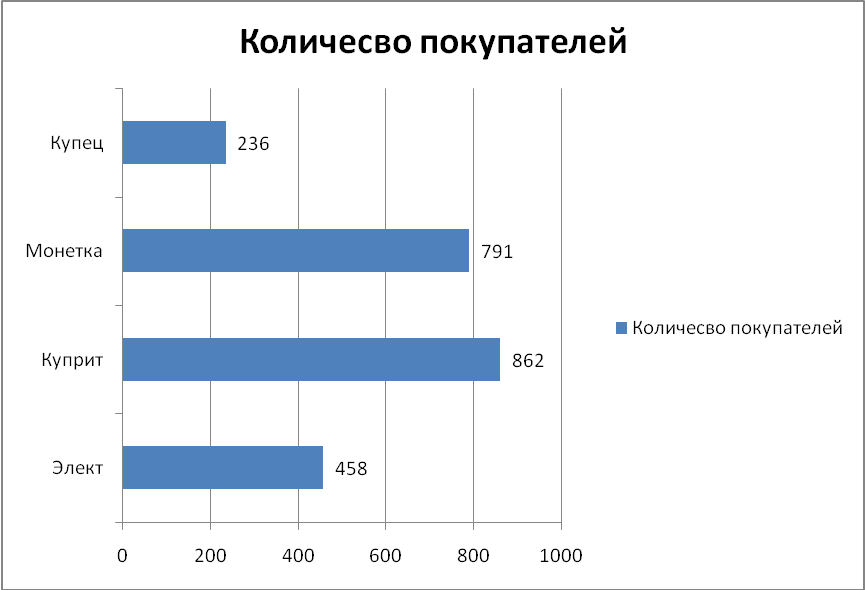 Количесво покупателей
Купец
236
Монетка
791
Куприт
862
Элект
458
Количесво покупателей
0 200 400 600 800 1000